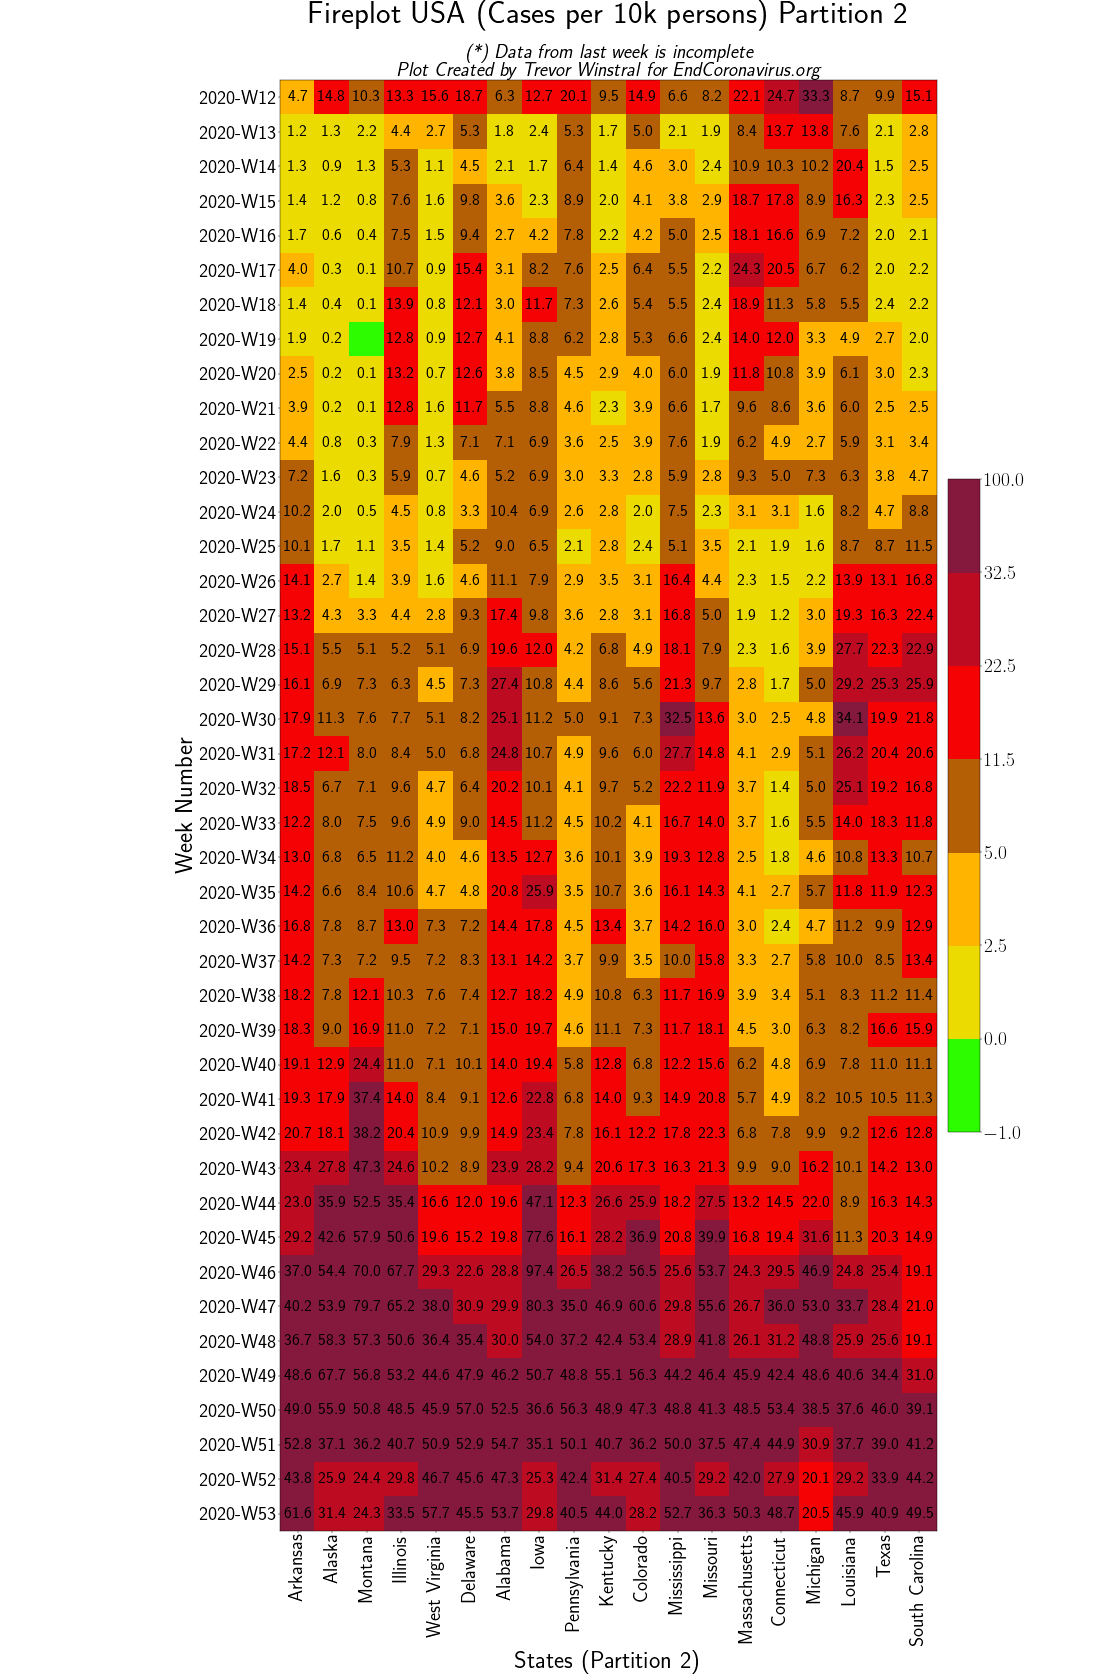 Fireplot USA (Cases per 10k persons) Partition 2
(*) Data from last week is incomplete
Plot Created by Trevor Winstral for EndCoronavirus.org
2020-W12 4.7 14.8 10.3 13.3 15.6 18.7 6.3 12.7 20.1 9.5 14.9 6.6 8.2 22.1 24.7 33.3 8.7 9.9 15.1
2020-W13 1.2 1.3 2.2 4.4 2.7 5.3 1.8 2.4 5.3 1.7 5.0 2.1 1.9 8.4 13.7 13.8 7.6 2.1 2.8
2020-W14 1.3 0.9 1.3 5.3 1.1 4.5 2.1 1.7 6.4 1.4 4.6 3.0 2.4 10.9 10.3 10.2 20.4 1.5 2.5
2020-W15 1.4 1.2 0.8 7.6 1.6 9.8 3.6 2.3 8.9 2.0 4.1 3.8 2.9 18.7 17.8 8.9 16.3 2.3 2.5
2020-W16 1.7 0.6 0.4 7.5 1.5 9.4 2.7 4.2 7.8 2.2 4.2 5.0 2.5 18.1 16.6 6.9 7.2 2.0 2.1
2020-W17 4.0 0.3 0.1 10.7 0.9 15.4 3.1 8.2 7.6 2.5 6.4 5.5 2.2 24.3 20.5 6.7 6.2 2.0 2.2
2020-W18 1.4 0.4 0.1 13.9 0.8 12.1 3.0 11.7 7.3 2.6 5.4 5.5 2.4 18.9 11.3 5.8 5.5 2.4 2.2
2020-W19 1.9 0.2 12.8 0.9 12.7 4.1 8.8 6.2 2.8 5.3 6.6 2.4 14.0 12.0 3.3 4.9 2.7 2.0
2020-W20 2.5 0.2 0.1 13.2 0.7 12.6 3.8 8.5 4.5 2.9 4.0 6.0 1.9 11.8 10.8 3.9 6.1 3.0 2.3
2020-W21 3.9 0.2 0.1 12.8 1.6 11.7 5.5 8.8 4.6 2.3 3.9 6.6 1.7 9.6 8.6 3.6 6.0 2.5 2.5
2020-W22 4.4 0.8 0.3 7.9 1.3 7.1 7.1 6.9 3.6 2.5 3.9 7.6 1.9 6.2 4.9 2.7 5.9 3.1 3.4
2020-W23 7.2 1.6 0.3 5.9 0.7 4.6 5.2 6.9 3.0 3.3 2.8 5.9 2.8 9.3 5.0 7.3 6.3 3.8 4.7
2020-W24 10.2 2.0 0.5 4.5 0.8 3.3 10.4 6.9 2.6 2.8 2.0 7.5 2.3 3.1 3.1 1.6 8.2 4.7 8.8
2020-W25 10.1 1.7 1.1 3.5 1.4 5.2 9.0 6.5 2.1 2.8 2.4 5.1 3.5 2.1 1.9 1.6 8.7 8.7 11.5
2020-W26 14.1 2.7 1.4 3.9 1.6 4.6 11.1 7.9 2.9 3.5 3.1 16.4 4.4 2.3 1.5 2.2 13.9 13.1 16.8
2020-W27 13.2 4.3 3.3 4.4 2.8 9.3 17.4 9.8 3.6 2.8 3.1 16.8 5.0 1.9 1.2 3.0 19.3 16.3 22.4
2020-W28 15.1 5.5 5.1 5.2 5.1 6.9 19.6 12.0 4.2 6.8 4.9 18.1 7.9 2.3 1.6 3.9 27.7 22.3 22.9
2020-W29 16.1 6.9 7.3 6.3 4.5 7.3 27.4 10.8 4.4 8.6 5.6 21.3 9.7 2.8 1.7 5.0 29.2 25.3 25.9
2020-W30 17.9 11.3 7.6 7.7 5.1 8.2 25.1 11.2 5.0 9.1 7.3 32.5 13.6 3.0 2.5 4.8 34.1 19.9 21.8
2020-W31 17.2 12.1 8.0 8.4 5.0 6.8 24.8 10.7 4.9 9.6 6.0 27.7 14.8 4.1 2.9 5.1 26.2 20.4 20.6
2020-W32 18.5 6.7 7.1 9.6 4.7 6.4 20.2 10.1 4.1 9.7 5.2 22.2 11.9 3.7 1.4 5.0 25.1 19.2 16.8
2020-W33 12.2 8.0 7.5 9.6 4.9 9.0 14.5 11.2 4.5 10.2 4.1 16.7 14.0 3.7 1.6 5.5 14.0 18.3 11.8
2020-W34 13.0 6.8 6.5 11.2 4.0 4.6 13.5 12.7 3.6 10.1 3.9 19.3 12.8 2.5 1.8 4.6 10.8 13.3 10.7
2020-W35 14.2 6.6 8.4 10.6 4.7 4.8 20.8 25.9 3.5 10.7 3.6 16.1 14.3 4.1 2.7 5.7 11.8 11.9 12.3
2020-W36 16.8 7.8 8.7 13.0 7.3 7.2 14.4 17.8 4.5 13.4 3.7 14.2 16.0 3.0 2.4 4.7 11.2 9.9 12.9
2020-W37 14.2 7.3 7.2 9.5 7.2 8.3 13.1 14.2 3.7 9.9 3.5 10.0 15.8 3.3 2.7 5.8 10.0 8.5 13.4
2020-W38 18.2 7.8 12.1 10.3 7.6 7.4 12.7 18.2 4.9 10.8 6.3 11.7 16.9 3.9 3.4 5.1 8.3 11.2 11.4
2020-W39 18.3 9.0 16.9 11.0 7.2 7.1 15.0 19.7 4.6 11.1 7.3 11.7 18.1 4.5 3.0 6.3 8.2 16.6 15.9
2020-W40 19.1 12.9 24.4 11.0 7.1 10.1 14.0 19.4 5.8 12.8 6.8 12.2 15.6 6.2 4.8 6.9 7.8 11.0 11.1
2020-W41 19.3 17.9 37.4 14.0 8.4 9.1 12.6 22.8 6.8 14.0 9.3 14.9 20.8 5.7 4.9 8.2 10.5 10.5 11.3
2020-W42 20.7 18.1 38.2 20.4 10.9 9.9 14.9 23.4 7.8 16.1 12.2 17.8 22.3 6.8 7.8 9.9 9.2 12.6 12.8
2020-W43 23.4 27.8 47.3 24.6 10.2 8.9 23.9 28.2 9.4 20.6 17.3 16.3 21.3 9.9 9.0 16.2 10.1 14.2 13.0
2020-W44 23.0 35.9 52.5 35.4 16.6 12.0 19.6 47.1 12.3 26.6 25.9 18.2 27.5 13.2 14.5 22.0 8.9 16.3 14.3
2020-W45 29.2 42.6 57.9 50.6 19.6 15.2 19.8 77.6 16.1 28.2 36.9 20.8 39.9 16.8 19.4 31.6 11.3 20.3 14.9
2020-W46 37.0 54.4 70.0 67.7 29.3 22.6 28.8 97.4 26.5 38.2 56.5 25.6 53.7 24.3 29.5 46.9 24.8 25.4 19.1
2020-W47 40.2 53.9 79.7 65.2 38.0 30.9 29.9 80.3 35.0 46.9 60.6 29.8 55.6 26.7 36.0 53.0 33.7 28.4 21.0
2020-W48 36.7 58.3 57.3 50.6 36.4 35.4 30.0 54.0 37.2 42.4 53.4 28.9 41.8 26.1 31.2 48.8 25.9 25.6 19.1
2020-W49 48.6 67.7 56.8 53.2 44.6 47.9 46.2 50.7 48.8 55.1 56.3 44.2 46.4 45.9 42.4 48.6 40.6 34.4 31.0
2020-W50 49.0 55.9 50.8 48.5 45.9 57.0 52.5 36.6 56.3 48.9 47.3 48.8 41.3 48.5 53.4 38.5 37.6 46.0 39.1
2020-W51 52.8 37.1 36.2 40.7 50.9 52.9 54.7 35.1 50.1 40.7 36.2 50.0 37.5 47.4 44.9 30.9 37.7 39.0 41.2
2020-W52 43.8 25.9 24.4 29.8 46.7 45.6 47.3 25.3 42.4 31.4 27.4 40.5 29.2 42.0 27.9 20.1 29.2 33.9 44.2
2020-W53 61.6 31.4 24.3 33.5 57.7 45.5 53.7 29.8 40.5 44.0 28.2 52.7 36.3 50.3 48.7 20.5 45.9 40.9 49.5
Week Number
Arkansas Alaska Montana Illinois West Virginia Delaware Alabama Iowa Pennsylvania Kentucky Colorado Mississippi Missouri Massachusetts Connecticut Michigan Louisiana Texas South Carolina
States (Partition 2)
100.0
32.5
22.5
11.5
5.0
2.5
0.0
−1.0